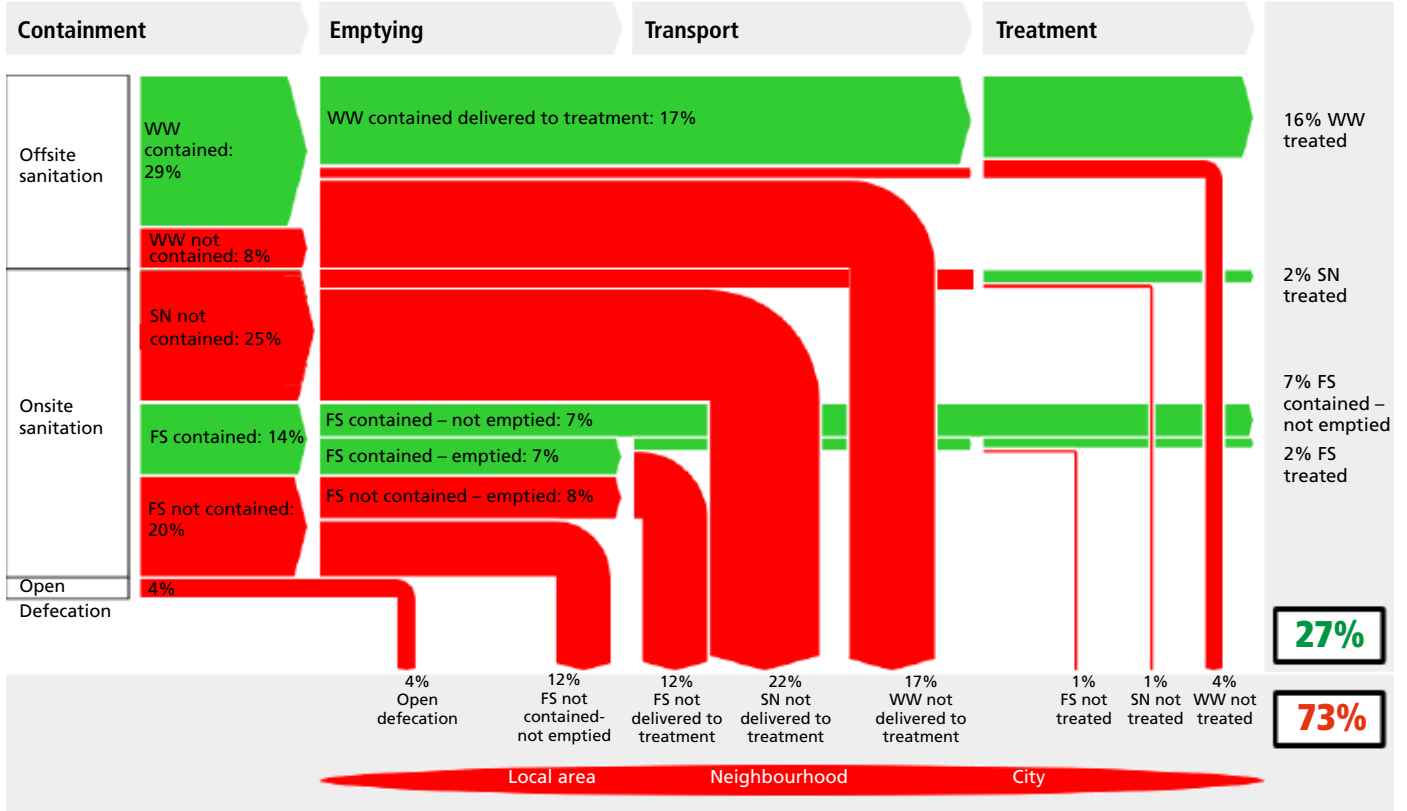 Containment
Emptying
Transport
Treatment
Offsite
sanitation
WW
contained:
29%
WW contained delivered to treatment: 17%
16% WW
treated
WW not
contained: 8%
2% SN
treated
SN not
contained: 25%
Onsite
sanitation
7% FS
contained –
not emptied
FS contained – not emptied: 7%
FS contained: 14%
FS contained – emptied: 7%
2% FS
treated
FS not contained – emptied: 8%
FS not contained:
20%
Open
Defecation
4%
27%
4%
Open
defecation
12%
FS not
contained-
not emptied
12%
FS not
delivered to
treatment
22%
SN not
delivered to
treatment
17%
WW not
delivered to
treatment
1%
FS not
treated
1%
SN not
treated
4%
WW not
treated
73%
Local area
Neighbourhood
City